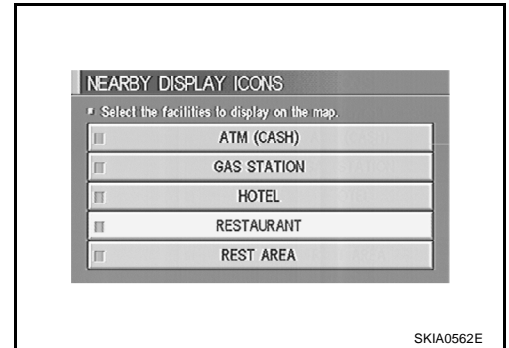 NEARBY DISPLAY ICONS
Select the facilities to display on the map.
ATM (CASH)
GAS STATION
HOTEL
RESTAURANT
REST AREA
SKIA0562E